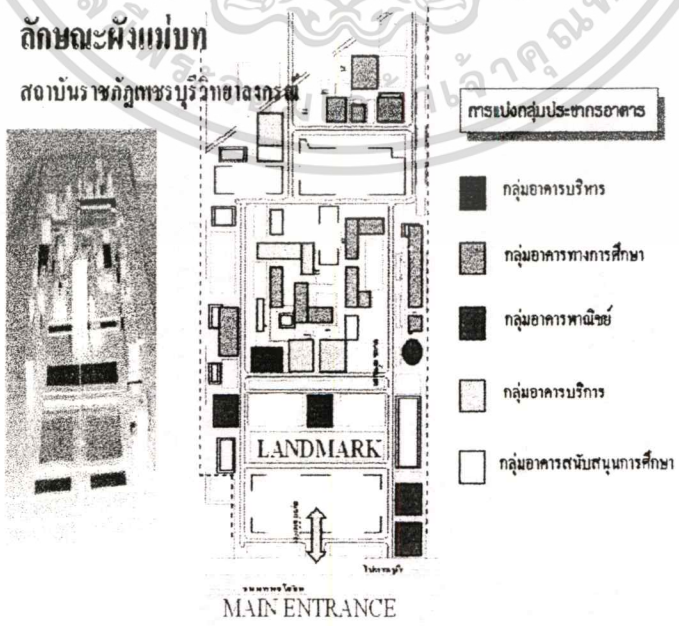 ลักษณะผังแม่บท
สถาบันราชภัฏเพชรบุรีวิทยาลงกรณ์
การแบ่งกลุ่มประชากรอาคาร
กลุ่มอาคารบริหาร
กลุ่มอาคารทางการศึกษา
กลุ่มอาคารพาณิชย์
กลุ่มอาคารบริการ
กลุ่มอาคารสนับสนุนการศึกษา
LANDMARK
MAIN ENTRANCE